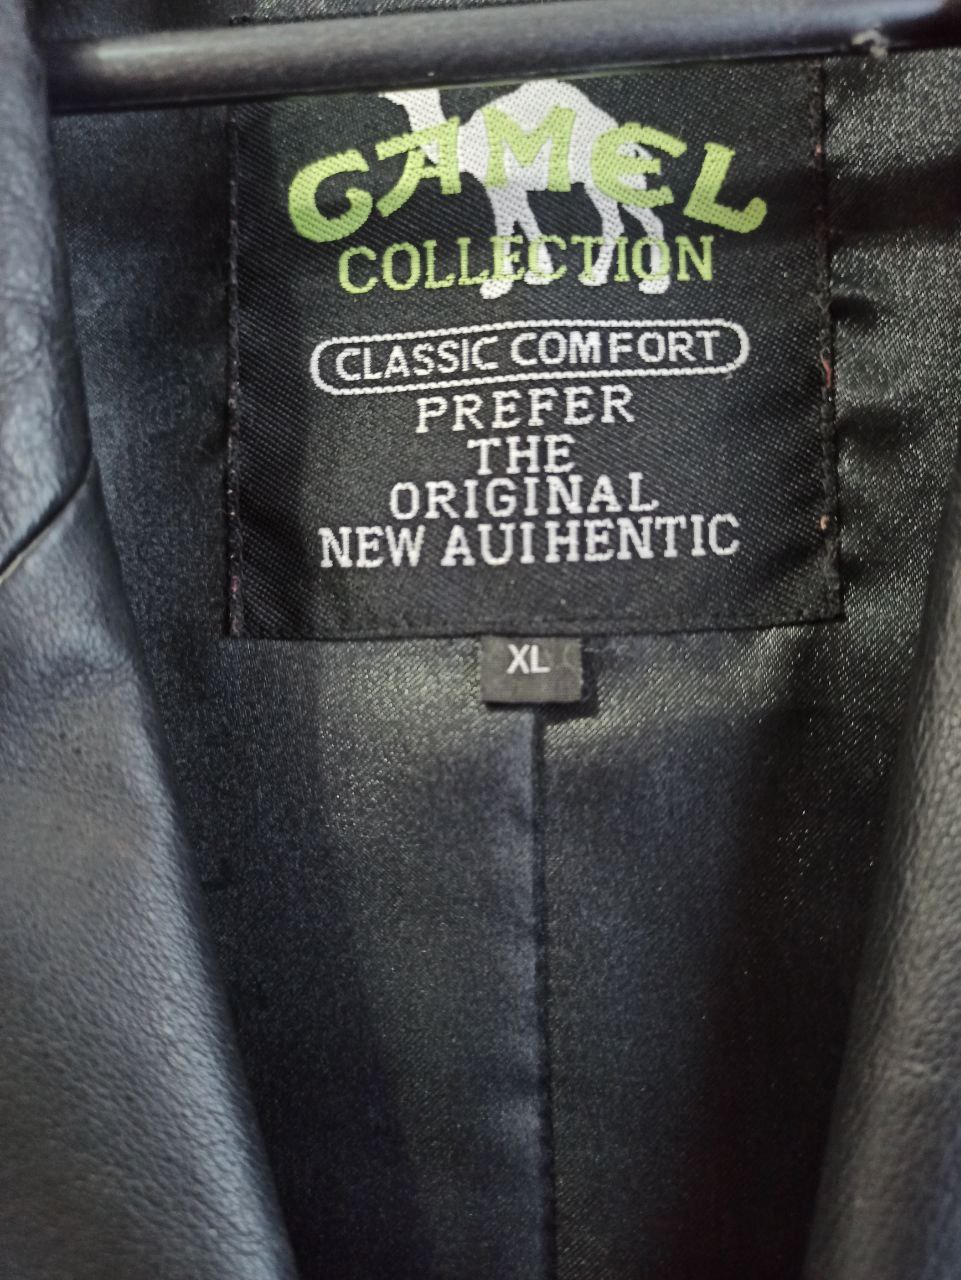 CAMEL
COLLECTION
CLASSIC COMFORT
PREFER
THE
ORIGINAL
NEW AUIHENTIC
XL